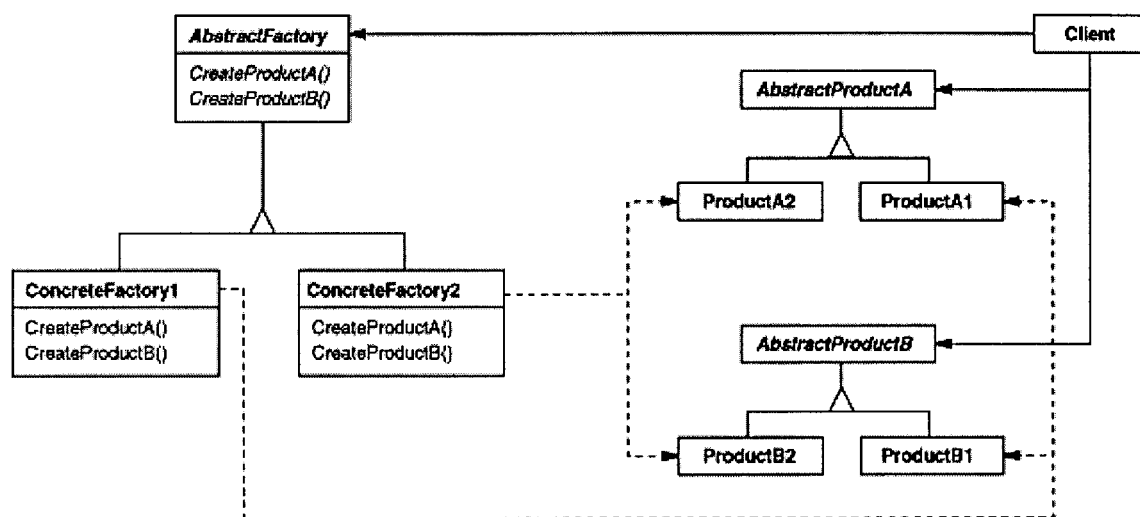 AbstractFactory
Client
CreateProductA()
CreateProductB()
AbstractProductA
ProductA2
ProductA1
ConcreteFactory1
ConcreteFactory2
CreateProductA()
CreateProductB()
CreateProductA()
CreateProductB()
AbstractProductB
ProductB2
ProductB1